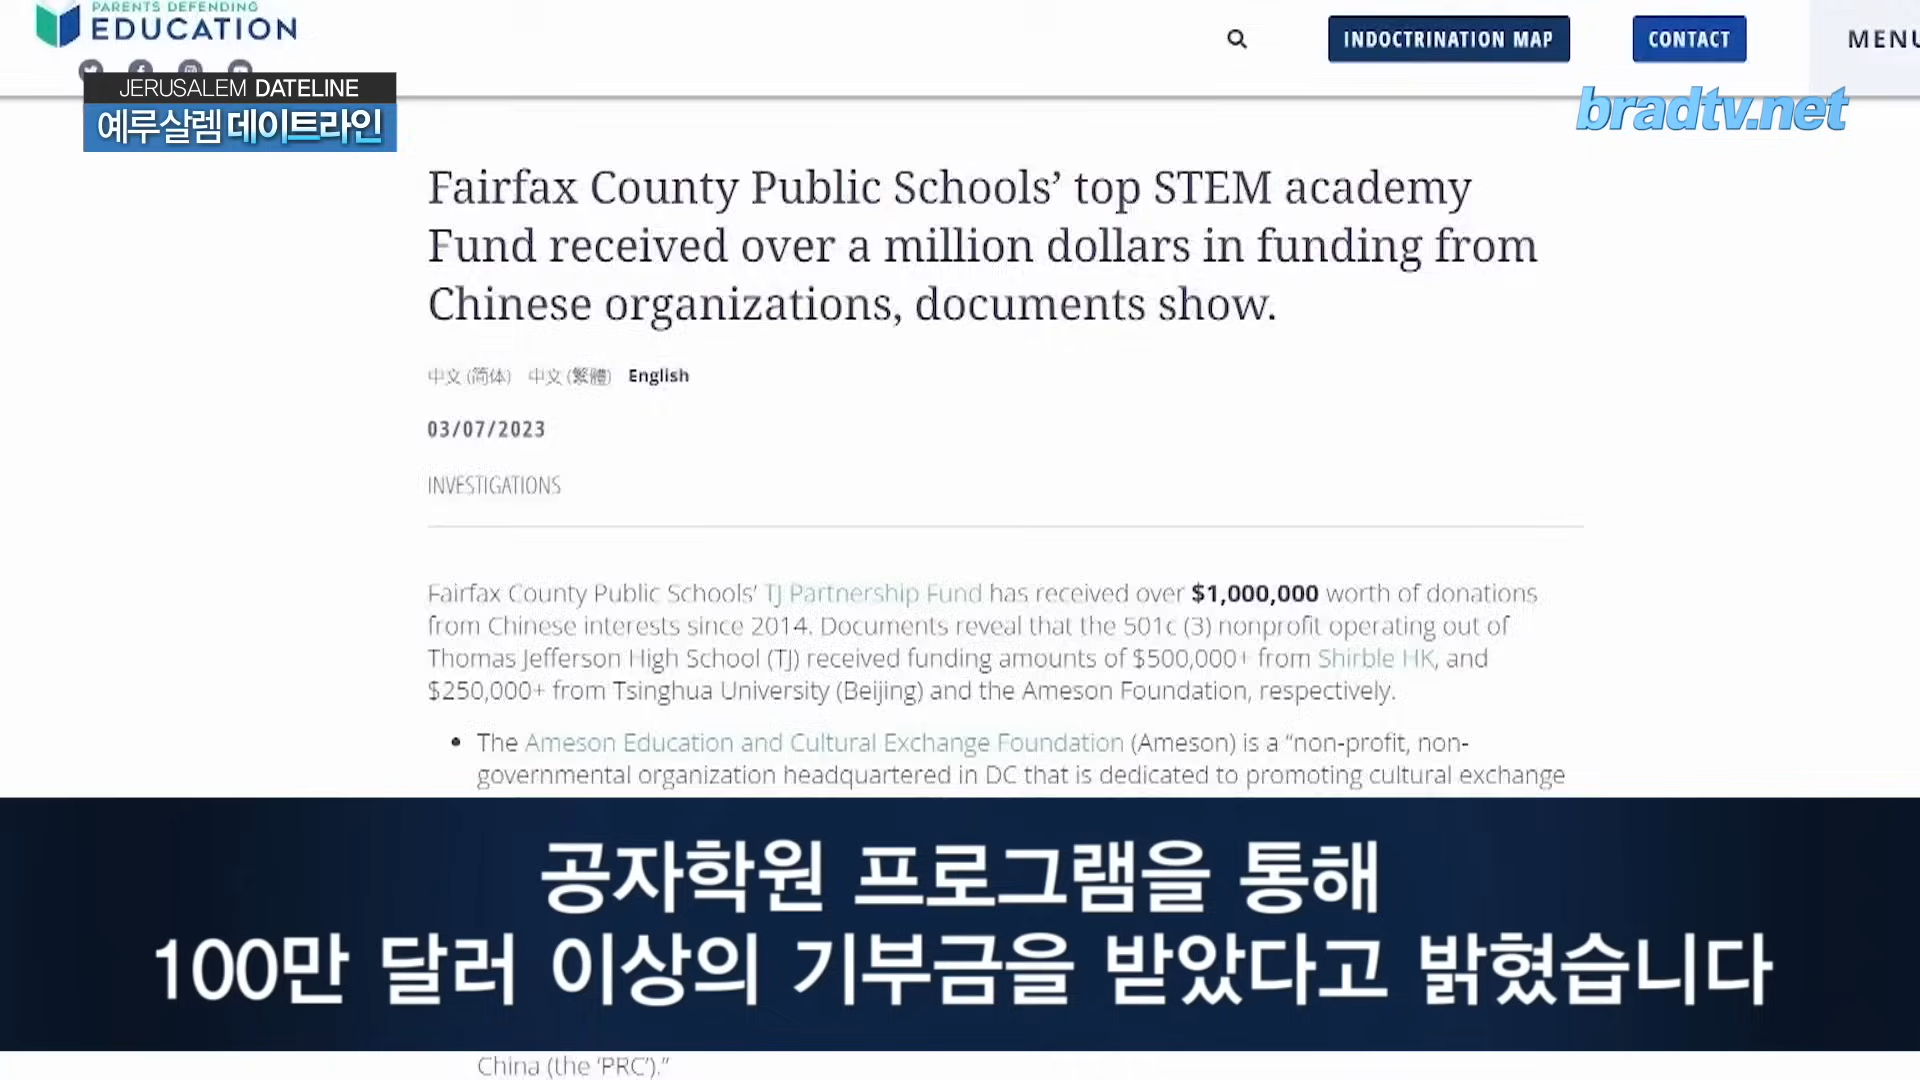 PARENTS DEFENDING
EDUCATION
INDOCTRINATION MAP
CONTACT
MENU
JERUSALEM DATELINE
예루살렘 데이트라인
bradtv.net
Fairfax County Public Schools’ top STEM academy
Fund received over a million dollars in funding from
Chinese organizations, documents show.
中文 (简体) 中文 (繁體) English
03/07/2023
INVESTIGATIONS
Fairfax County Public Schools’ TJ Partnership Fund has received over $1,000,000 worth of donations
from Chinese interests since 2014. Documents reveal that the 501c (3) nonprofit operating out of
Thomas Jefferson High School (TJ) received funding amounts of $500,000+ from Shirble HK, and
$250,000+ from Tsinghua University (Beijing) and the Ameson Foundation, respectively.
• The Ameson Education and Cultural Exchange Foundation (Ameson) is a “non-profit, non-
governmental organization headquartered in DC that is dedicated to promoting cultural exchange
공자학원 프로그램을 통해
100만 달러 이상의 기부금을 받았다고 밝혔습니다
China (the ‘PRC’).”